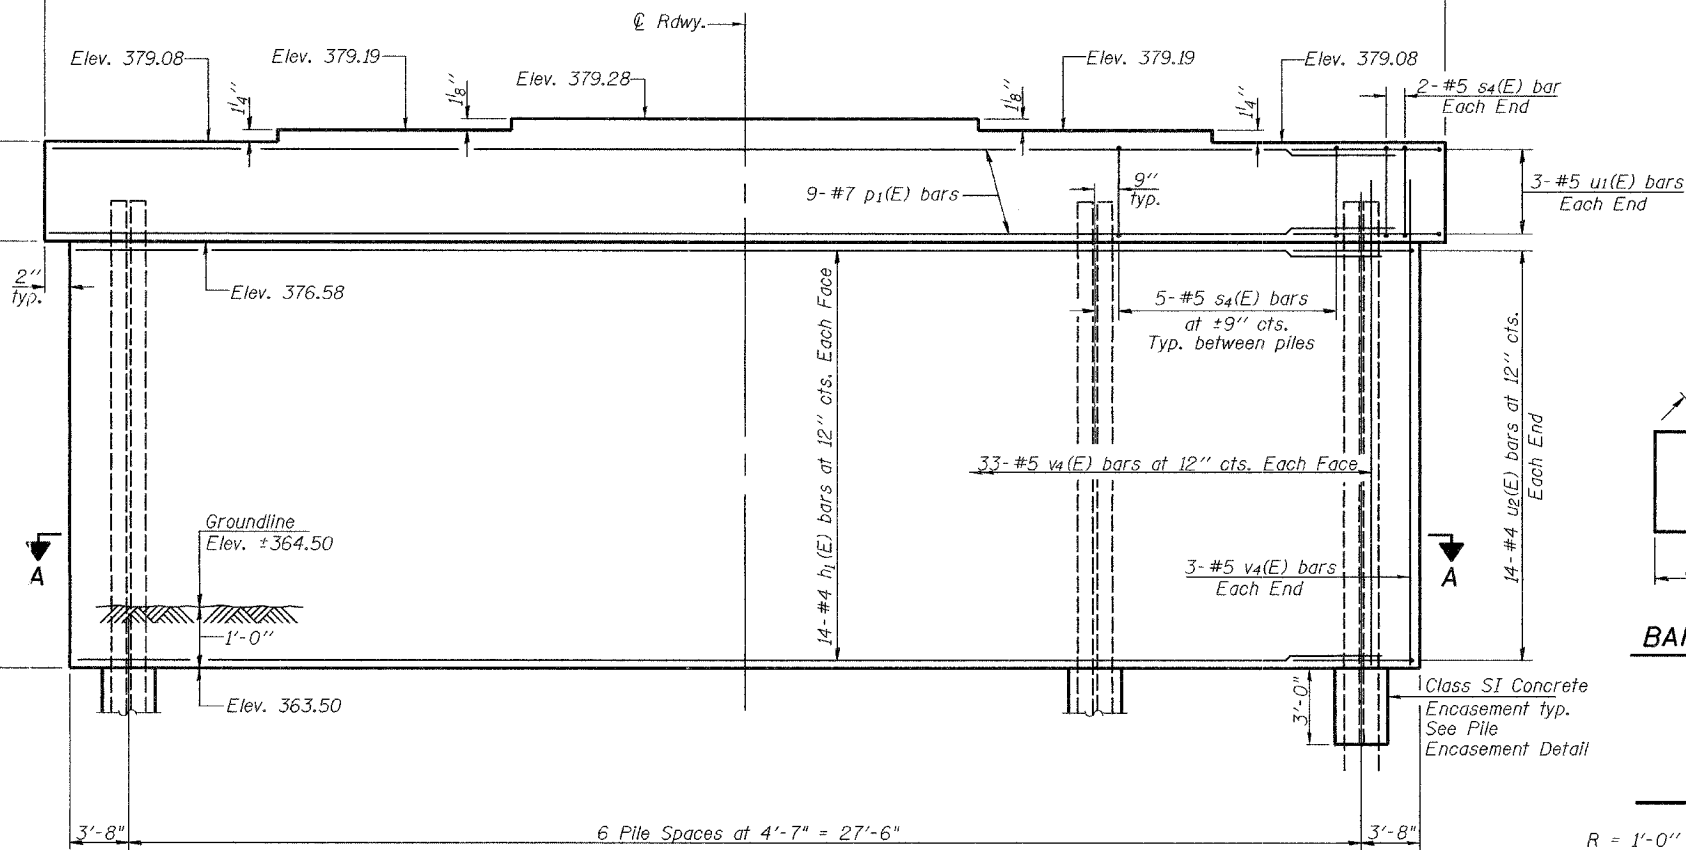 ℄ Rdwy.
Elev. 379.08
Elev. 379.19
Elev. 379.28
Elev. 379.19
Elev. 379.08
1¼"
1⅛"
1⅛"
1¼"
2-#5 s4(E) bar
Each End
9-#7 p1(E) bars
9"
typ.
3-#5 u1(E) bars
Each End
2"
typ.
Elev. 376.58
5-#5 s4(E) bars
at ±9" cts.
Typ. between piles
14-#4 h1(E) bars at 12" cts. Each Face
14-#4 u2(E) bars at 12" cts.
Each End
33-#5 v4(E) bars at 12" cts. Each Face
Groundline
Elev. ±364.50
A
A
3-#5 v4(E) bars
Each End
1'-0"
Elev. 363.50
3'-0"
Class SI Concrete
Encasement typ.
See Pile
Encasement Detail
3'-8"
6 Pile Spaces at 4'-7" = 27'-6"
3'-8"
R = 1'-0"